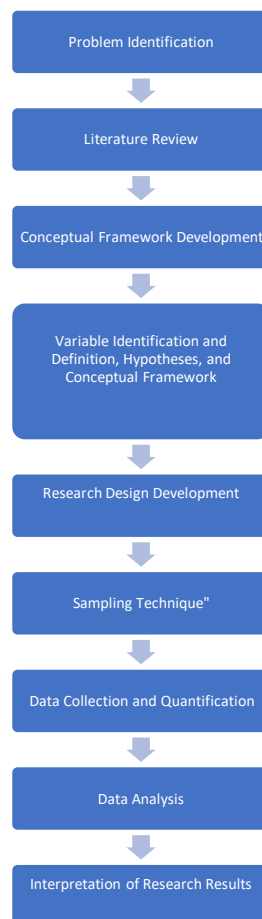 Problem Identification
Literature Review
Conceptual Framework Development
Variable Identification and
Definition, Hypotheses, and
Conceptual Framework
Research Design Development
Sampling Technique"
Data Collection and Quantification
Data Analysis
Interpretation of Research Results